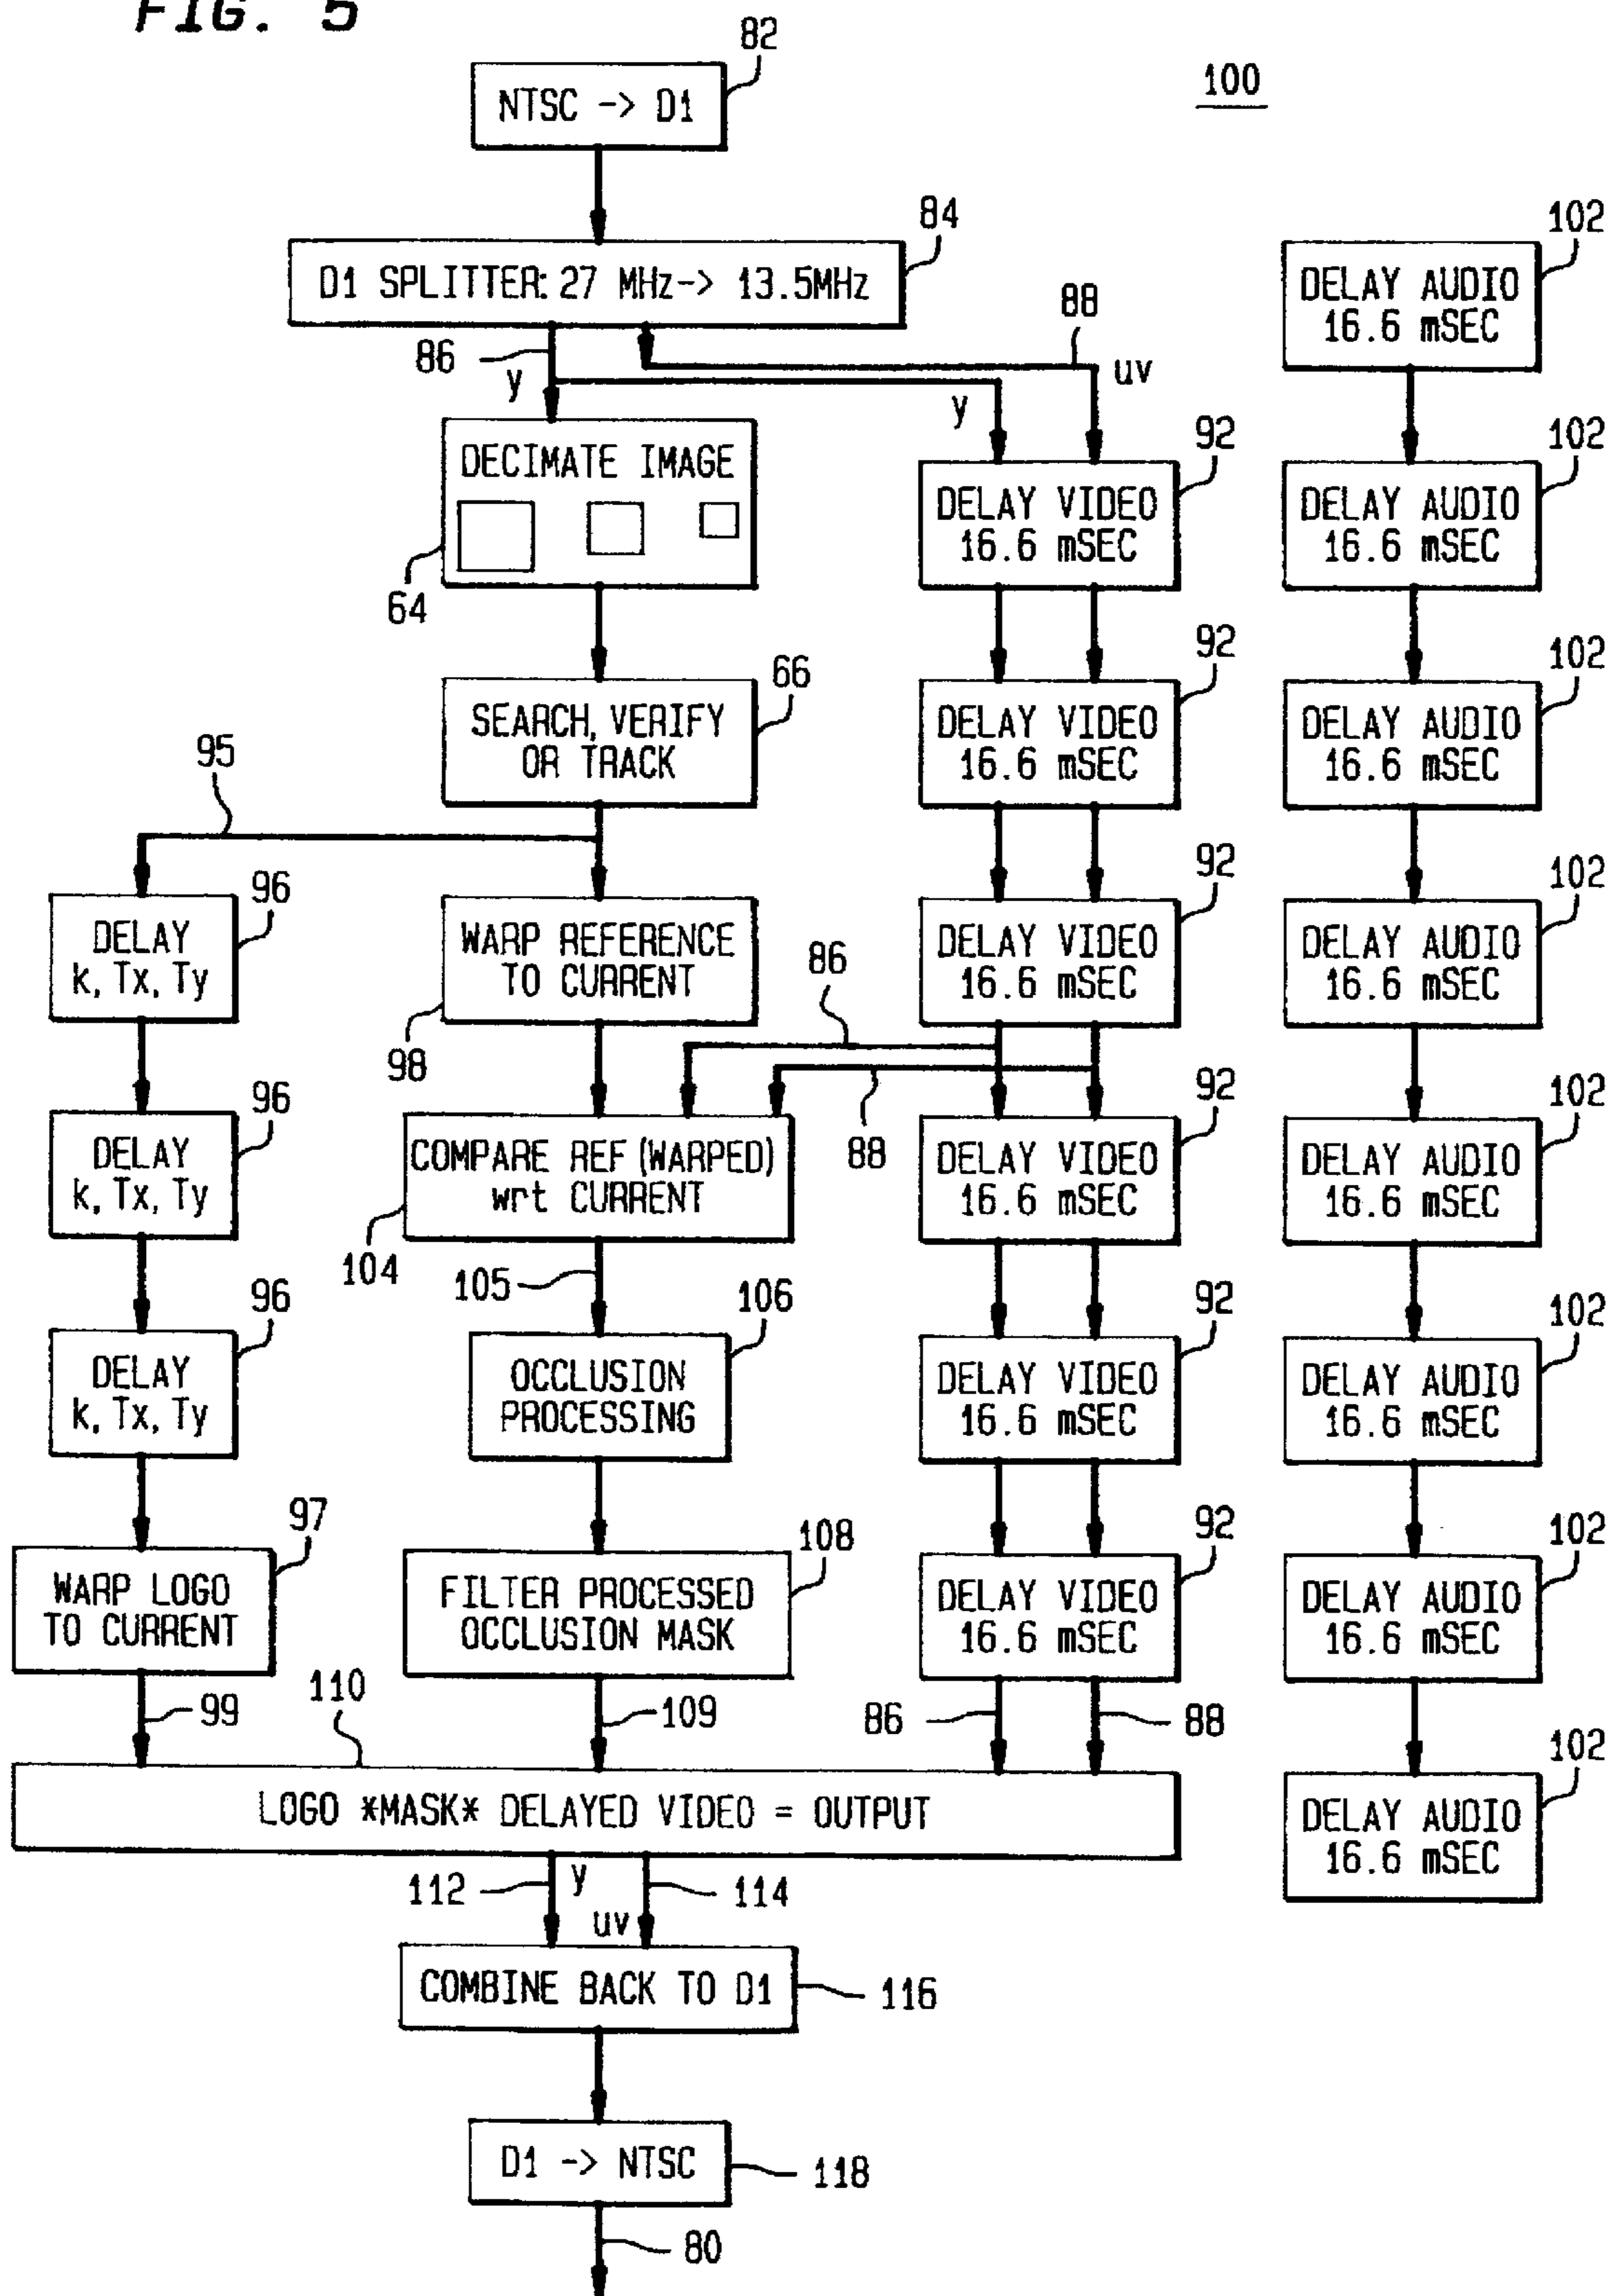 FIG. 5
82
NTSC -> D1
100
84
D1 SPLITTER: 27 MHz-> 13.5MHz
102
DELAY AUDIO
16.6 mSEC
86
y
88
uv
y
DECIMATE IMAGE
64
92
DELAY VIDEO
16.6 mSEC
102
DELAY AUDIO
16.6 mSEC
66
SEARCH, VERIFY
OR TRACK
92
DELAY VIDEO
16.6 mSEC
102
DELAY AUDIO
16.6 mSEC
95
96
DELAY
k, Tx, Ty
WARP REFERENCE
TO CURRENT
98
92
DELAY VIDEO
16.6 mSEC
102
DELAY AUDIO
16.6 mSEC
86
88
96
DELAY
k, Tx, Ty
COMPARE REF (WARPED)
wrt CURRENT
104
92
DELAY VIDEO
16.6 mSEC
102
DELAY AUDIO
16.6 mSEC
105
96
DELAY
k, Tx, Ty
106
OCCLUSION
PROCESSING
92
DELAY VIDEO
16.6 mSEC
102
DELAY AUDIO
16.6 mSEC
97
WARP LOGO
TO CURRENT
108
FILTER PROCESSED
OCCLUSION MASK
92
DELAY VIDEO
16.6 mSEC
102
DELAY AUDIO
16.6 mSEC
99
110
109
86
88
LOGO *MASK* DELAYED VIDEO = OUTPUT
102
DELAY AUDIO
16.6 mSEC
112
y
114
uv
COMBINE BACK TO D1
116
D1 -> NTSC
118
80